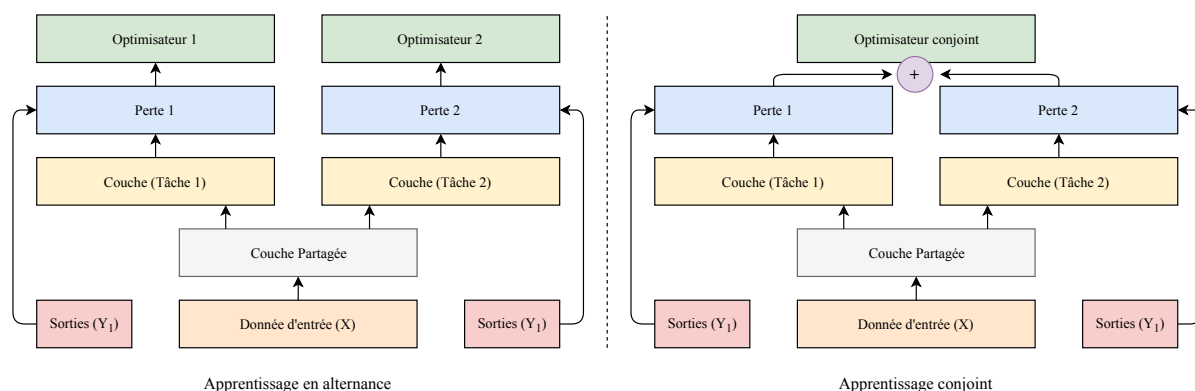 Optimisateur 1
Optimisateur 2
Perte 1
Perte 2
Couche (Tâche 1)
Couche (Tâche 2)
Couche Partagée
Sorties (Y1)
Donnée d'entrée (X)
Sorties (Y1)
Apprentissage en alternance
Optimisateur conjoint
+
Perte 1
Perte 2
Couche (Tâche 1)
Couche (Tâche 2)
Couche Partagée
Sorties (Y1)
Donnée d'entrée (X)
Sorties (Y1)
Apprentissage conjoint